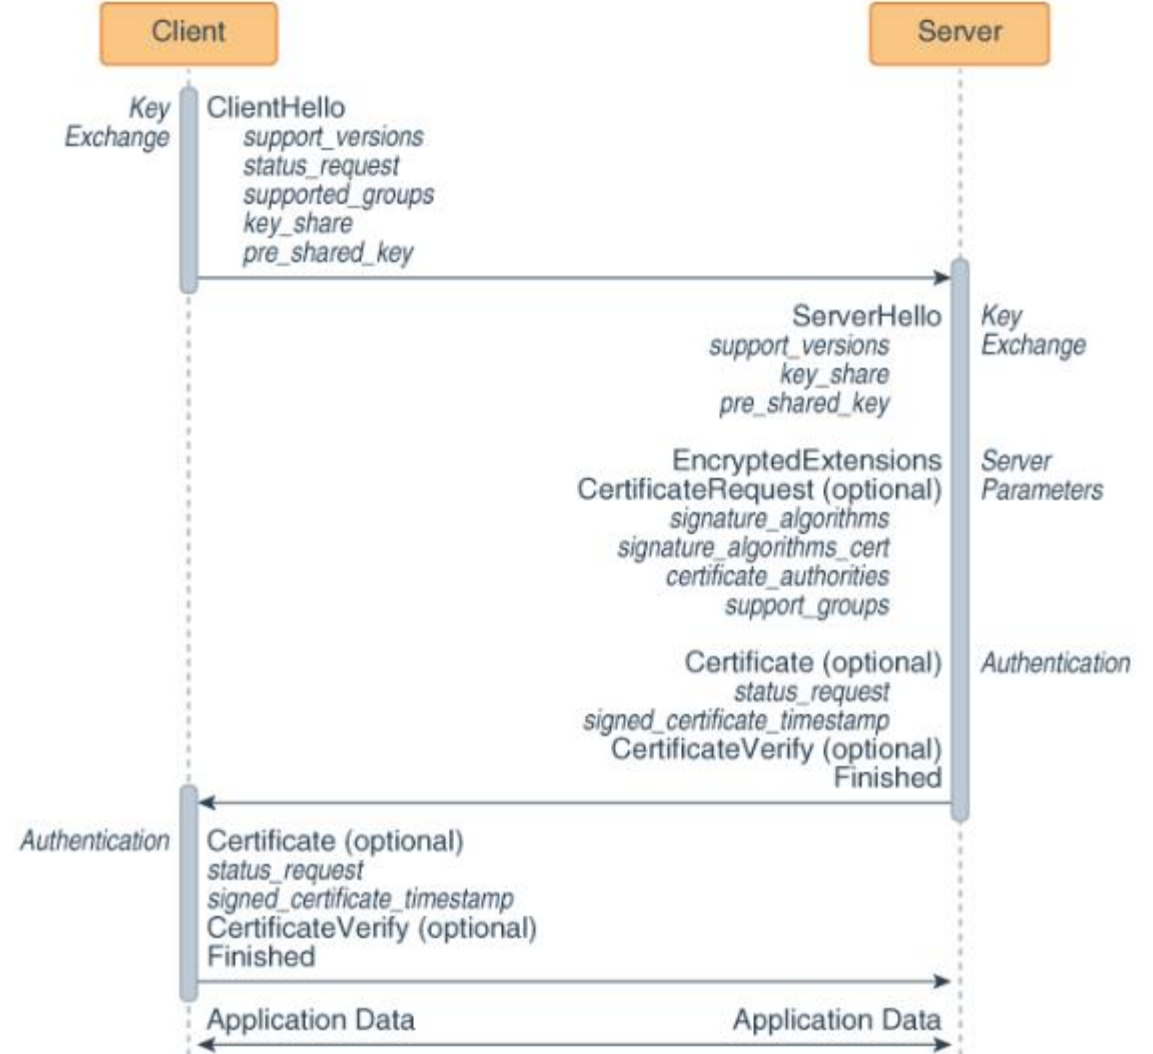 Client
Server
Key
Exchange
ClientHello
support_versions
status_request
supported_groups
key_share
pre_shared_key
ServerHello
support_versions
key_share
pre_shared_key
Key
Exchange
EncryptedExtensions
CertificateRequest (optional)
signature_algorithms
signature_algorithms_cert
certificate_authorities
support_groups
Server
Parameters
Certificate (optional)
status_request
signed_certificate_timestamp
CertificateVerify (optional)
Finished
Authentication
Authentication
Certificate (optional)
status_request
signed_certificate_timestamp
CertificateVerify (optional)
Finished
Application Data
Application Data